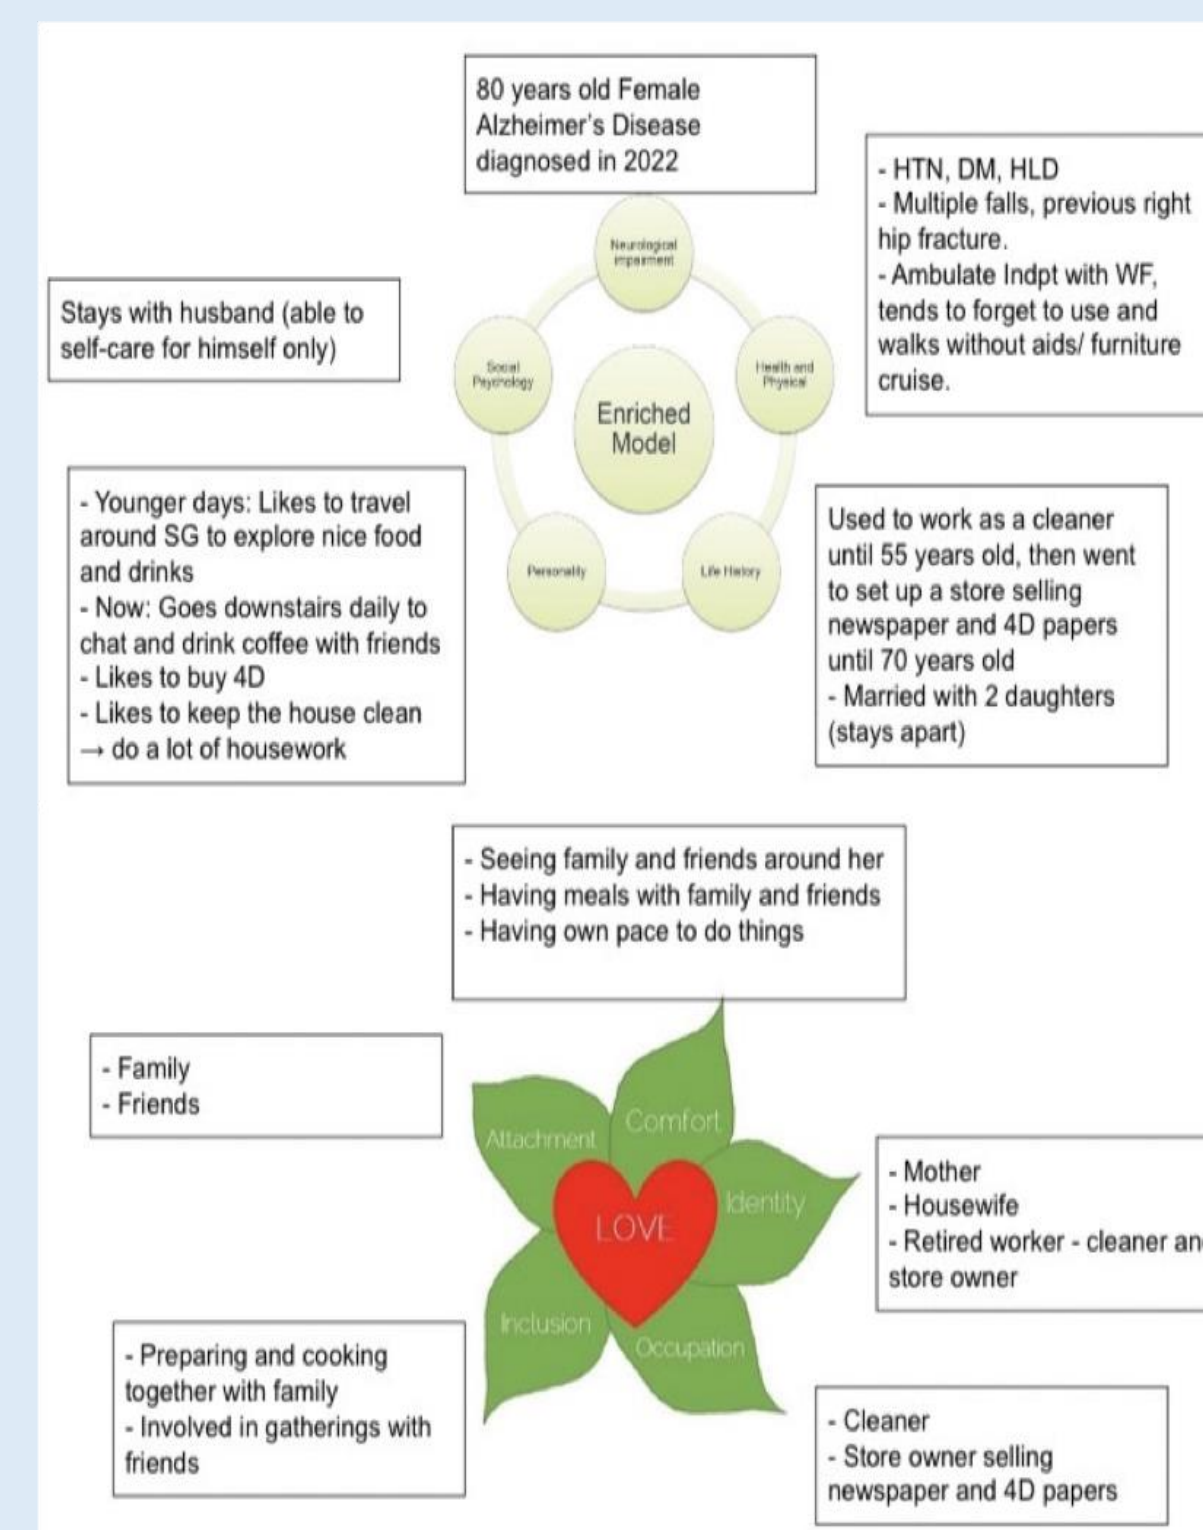 80 years old Female
Alzheimer's Disease
diagnosed in 2022
- HTN, DM, HLD
- Multiple falls, previous right
hip fracture.
- Ambulate Indpt with WF,
tends to forget to use and
walks without aids/ furniture
cruise.
Neurological
impairment
Stays with husband (able to
self-care for himself only)
Social
Psychology
Health and
Physical
Enriched
Model
- Younger days: Likes to travel
around SG to explore nice food
and drinks
- Now: Goes downstairs daily to
chat and drink coffee with friends
- Likes to buy 4D
- Likes to keep the house clean
→ do a lot of housework
Personality
Life History
Used to work as a cleaner
until 55 years old, then went
to set up a store selling
newspaper and 4D papers
until 70 years old
- Married with 2 daughters
(stays apart)
- Seeing family and friends around her
- Having meals with family and friends
- Having own pace to do things
- Family
- Friends
Attachment
Comfort
Identity
LOVE
Inclusion
Occupation
- Mother
- Housewife
- Retired worker - cleaner an
store owner
- Preparing and cooking
together with family
- Involved in gatherings with
friends
- Cleaner
- Store owner selling
newspaper and 4D papers